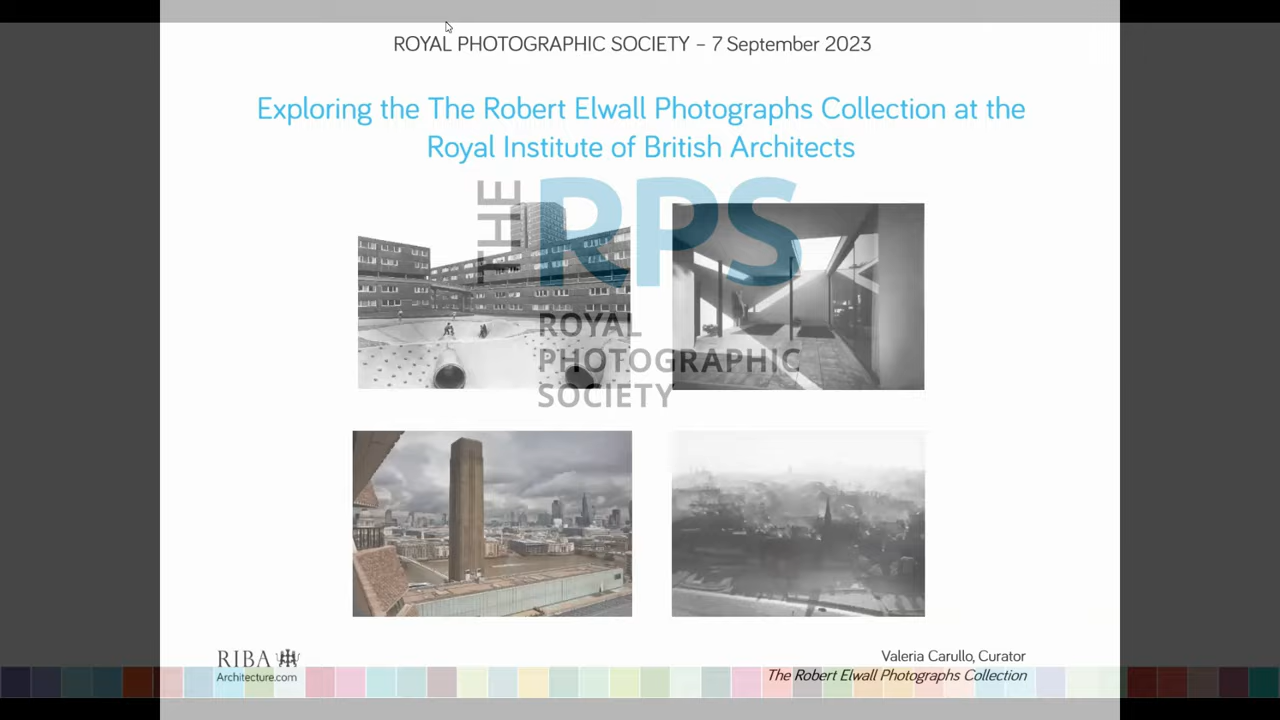 ROYAL PHOTOGRAPHIC SOCIETY – 7 September 2023
Exploring the The Robert Elwall Photographs Collection at the
Royal Institute of British Architects
THE
RPS
ROYAL
PHOTOGRAPHIC
SOCIETY
RIBA
Architecture.com
Valeria Carullo, Curator
The Robert Elwall Photographs Collection